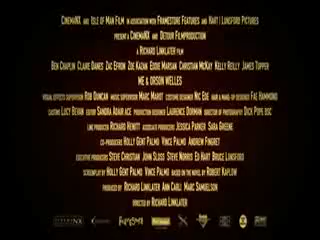 CinemaNX and Isle of Man Film in association with Framestore Features and Hart | Lunsford Pictures
present a CinemaNX and Detour Filmproduction
a Richard Linklater film
Ben Chaplin Claire Danes Zac Efron Zoe Kazan Eddie Marsan Christian McKay Kelly Reilly James Tupper
Me & Orson Welles
Visual Effects Supervisor Rob Duncan Music Supervisor Marc Marot Costume Designer Nic Ede Hair & Make-up Designer Fae Hammond
Casting Lucy Bevan Editor Sandra Adair ACE Production Designer Laurence Dorman Director of Photography Dick Pope BSC
Line Producer Richard Hewitt Associate Producers Jessica Parker Sara Greene
Co-Producers Holly Gent Palmo Vince Palmo Andrew Fingret
Executive Producers Steve Christian John Sloss Steve Norris Ed Hart Bruce Lunsford
Screenplay by Holly Gent Palmo Vince Palmo Based on the novel by Robert Kaplow
Produced by Richard Linklater Ann Carli Marc Samuelson
Directed by Richard Linklater